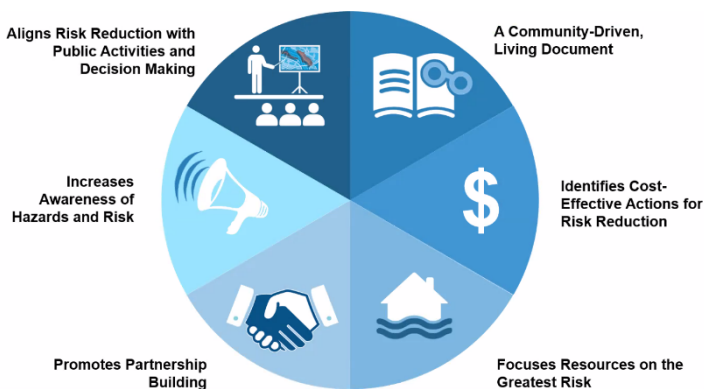 Aligns Risk Reduction with
Public Activities and
Decision Making
A Community-Driven,
Living Document
Increases
Awareness of
Hazards and Risk
$
Identifies Cost-
Effective Actions for
Risk Reduction
Promotes Partnership
Building
Focuses Resources on the
Greatest Risk